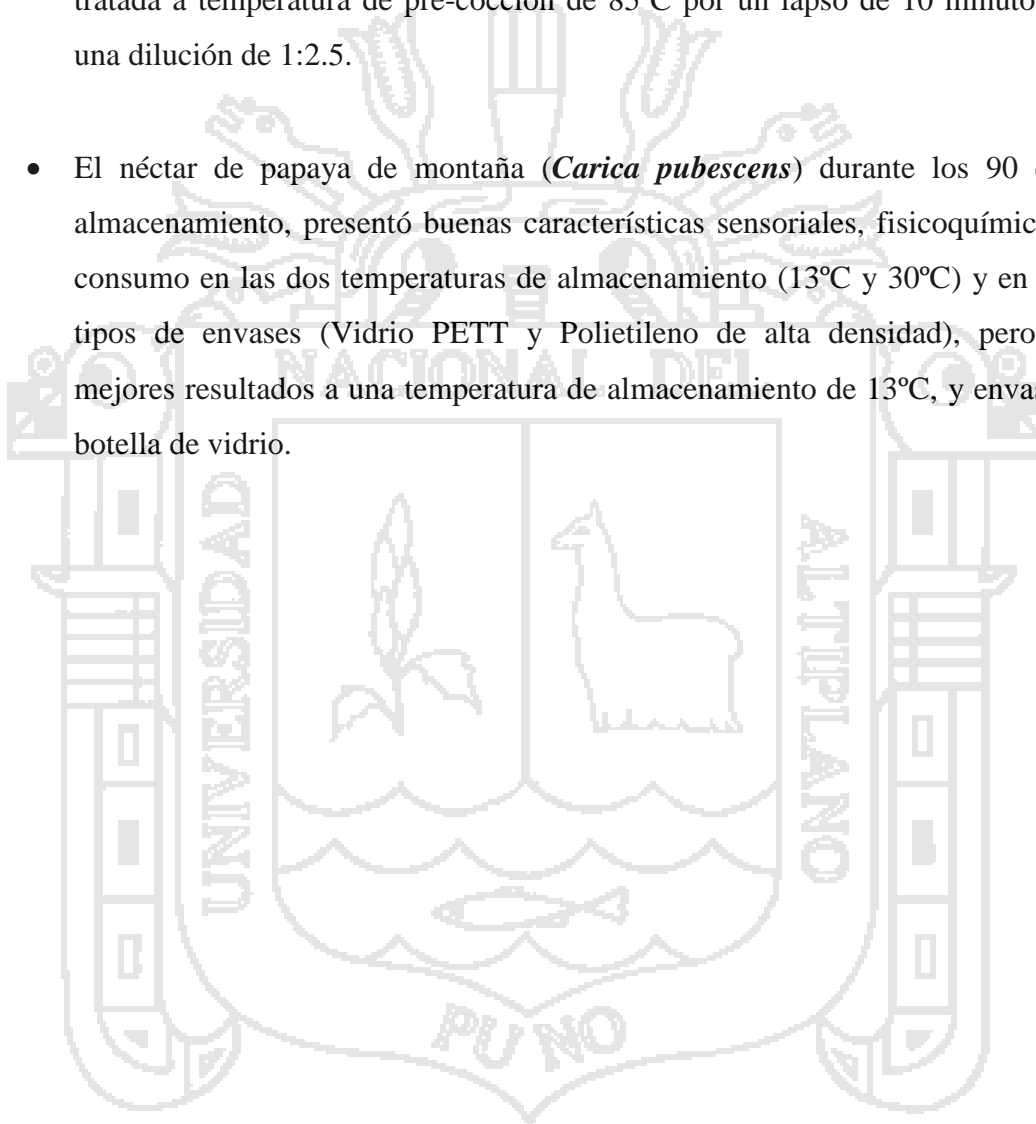 tratada a temperatura de pre-cocción de 85ºC por un lapso de 10 minuto
una dilución de 1:2.5.
• El néctar de papaya de montaña (Carica pubescens) durante los 90
almacenamiento, presentó buenas características sensoriales, fisicoquímic
consumo en las dos temperaturas de almacenamiento (13ºC y 30ºC) y en
tipos de envases (Vidrio PETT y Polietileno de alta densidad), pero
mejores resultados a una temperatura de almacenamiento de 13ºC, y envas
botella de vidrio.
NACIONAL DEL
UNIVERSIDAD
ALTIPLANO
PUNO